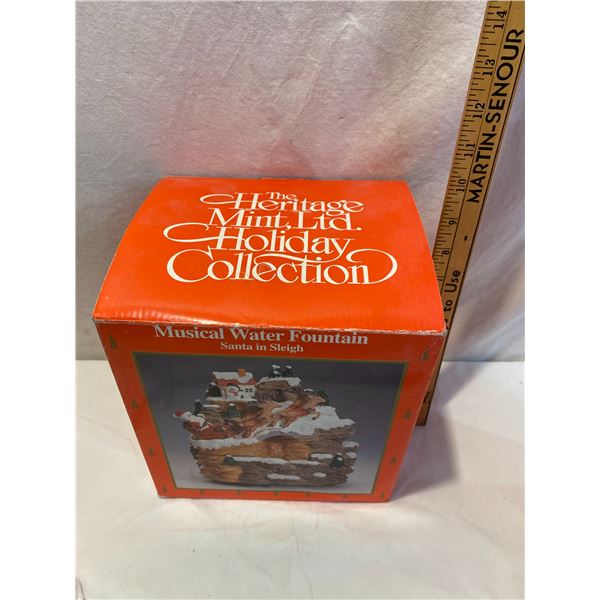 The
Heritage
Mint, Ltd.
Holiday
Collection
Musical Water Fountain
Santa in Sleigh
14
13
12
11
10
9
8
MARTIN-SENOUR
to Use